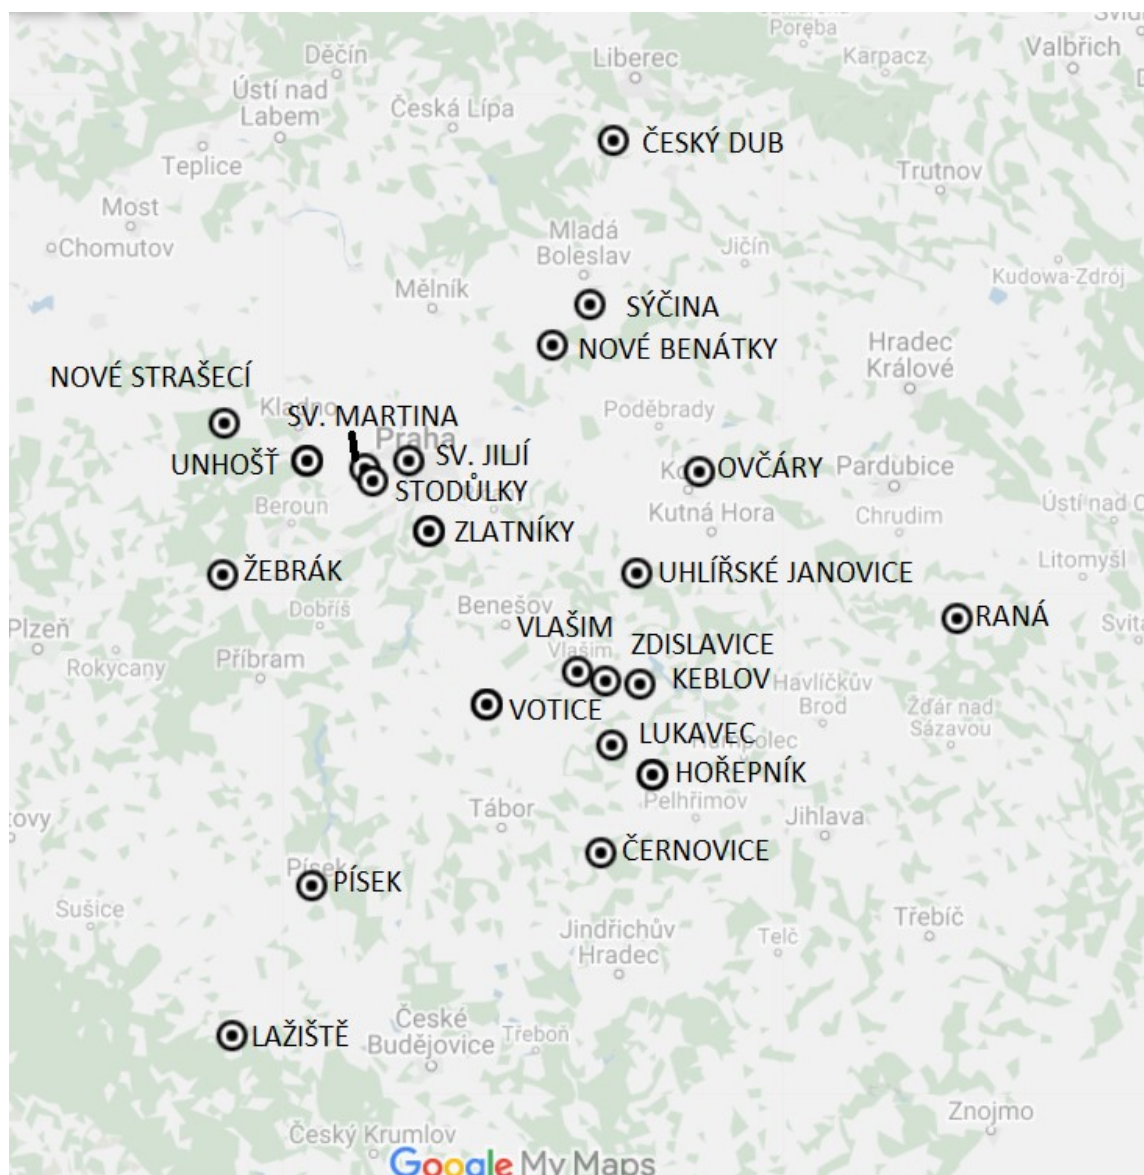 Poręba
Děčín
Liberec
Karpacz
Valbřich
Ústí nad
Labem
Česká Lípa
ČESKÝ DUB
Teplice
Trutnov
Most
Chomutov
Mladá
Boleslav
Jičín
Kudowa-Zdrój
Mělník
SÝČINA
NOVÉ BENÁTKY
Hradec
Králové
NOVÉ STRAŠECÍ
Kladno
SV. MARTINA
Poděbrady
Praha
UNHOŠŤ
SV. JILJÍ
OVČÁRY
Pardubice
STODŮLKY
Beroun
Kutná Hora
Chrudim
Ústí nad
ZLATNÍKY
ŽEBRÁK
UHLÍŘSKÉ JANOVICE
Litomyšl
Dobříš
Benešov
RANÁ
Plzeň
VLAŠIM
Vlašim
ZDISLAVICE
Rokycany
Příbram
KEBLOV
Havlíčkův
Brod
Žďár nad
Sázavou
VOTICE
LUKAVEC
HOŘEPNÍK
Pelhřimov
Tábor
Jihlava
ČERNOVICE
Písek
PÍSEK
Sušice
Třebíč
Jindřichův
Hradec
Telč
České
Budějovice
Třeboň
LAŽIŠTĚ
Znojmo
Český Krumlov
Google My Maps